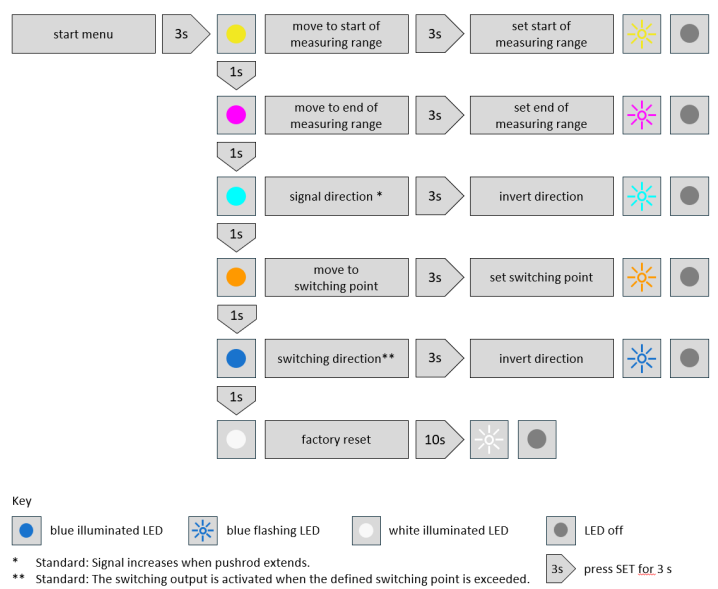 start menu
3s
move to start of
measuring range
3s
set start of
measuring range
1s
move to end of
measuring range
3s
set end of
measuring range
1s
signal direction *
3s
invert direction
1s
move to
switching point
3s
set switching point
1s
switching direction**
3s
invert direction
1s
factory reset
10s
Key
blue illuminated LED
blue flashing LED
white illuminated LED
LED off
* Standard: Signal increases when pushrod extends.
** Standard: The switching output is activated when the defined switching point is exceeded.
3s
press SET for 3 s